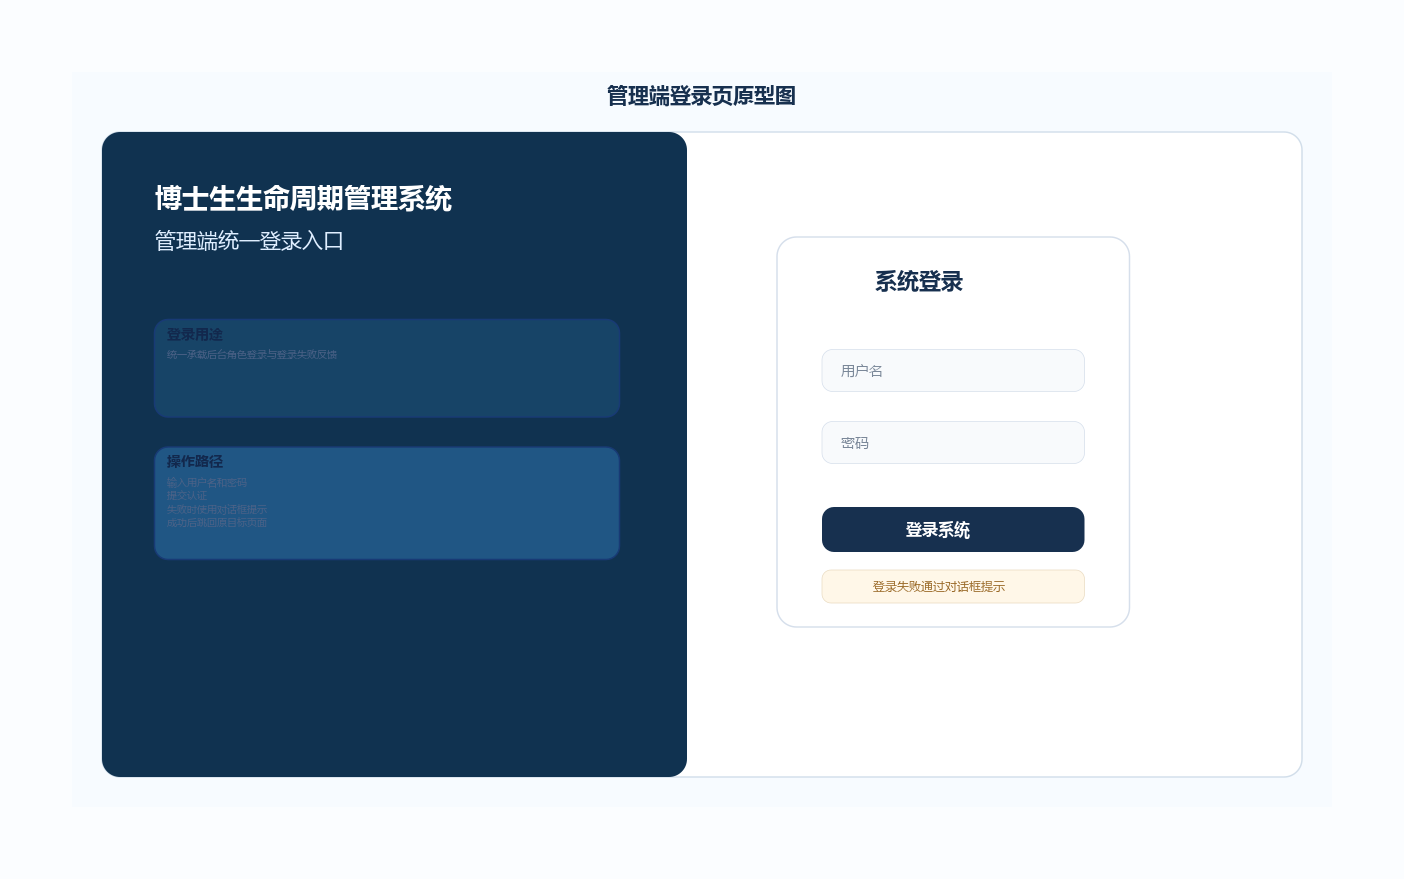 管理端登录页原型图
博士生生命周期管理系统
管理端统一登录入口
登录用途
统一承载后台角色登录与登录失败反馈
操作路径
输入用户名和密码
提交认证
失败时使用对话框提示
成功后跳回原目标页面
系统登录
用户名
密码
登录系统
登录失败通过对话框提示